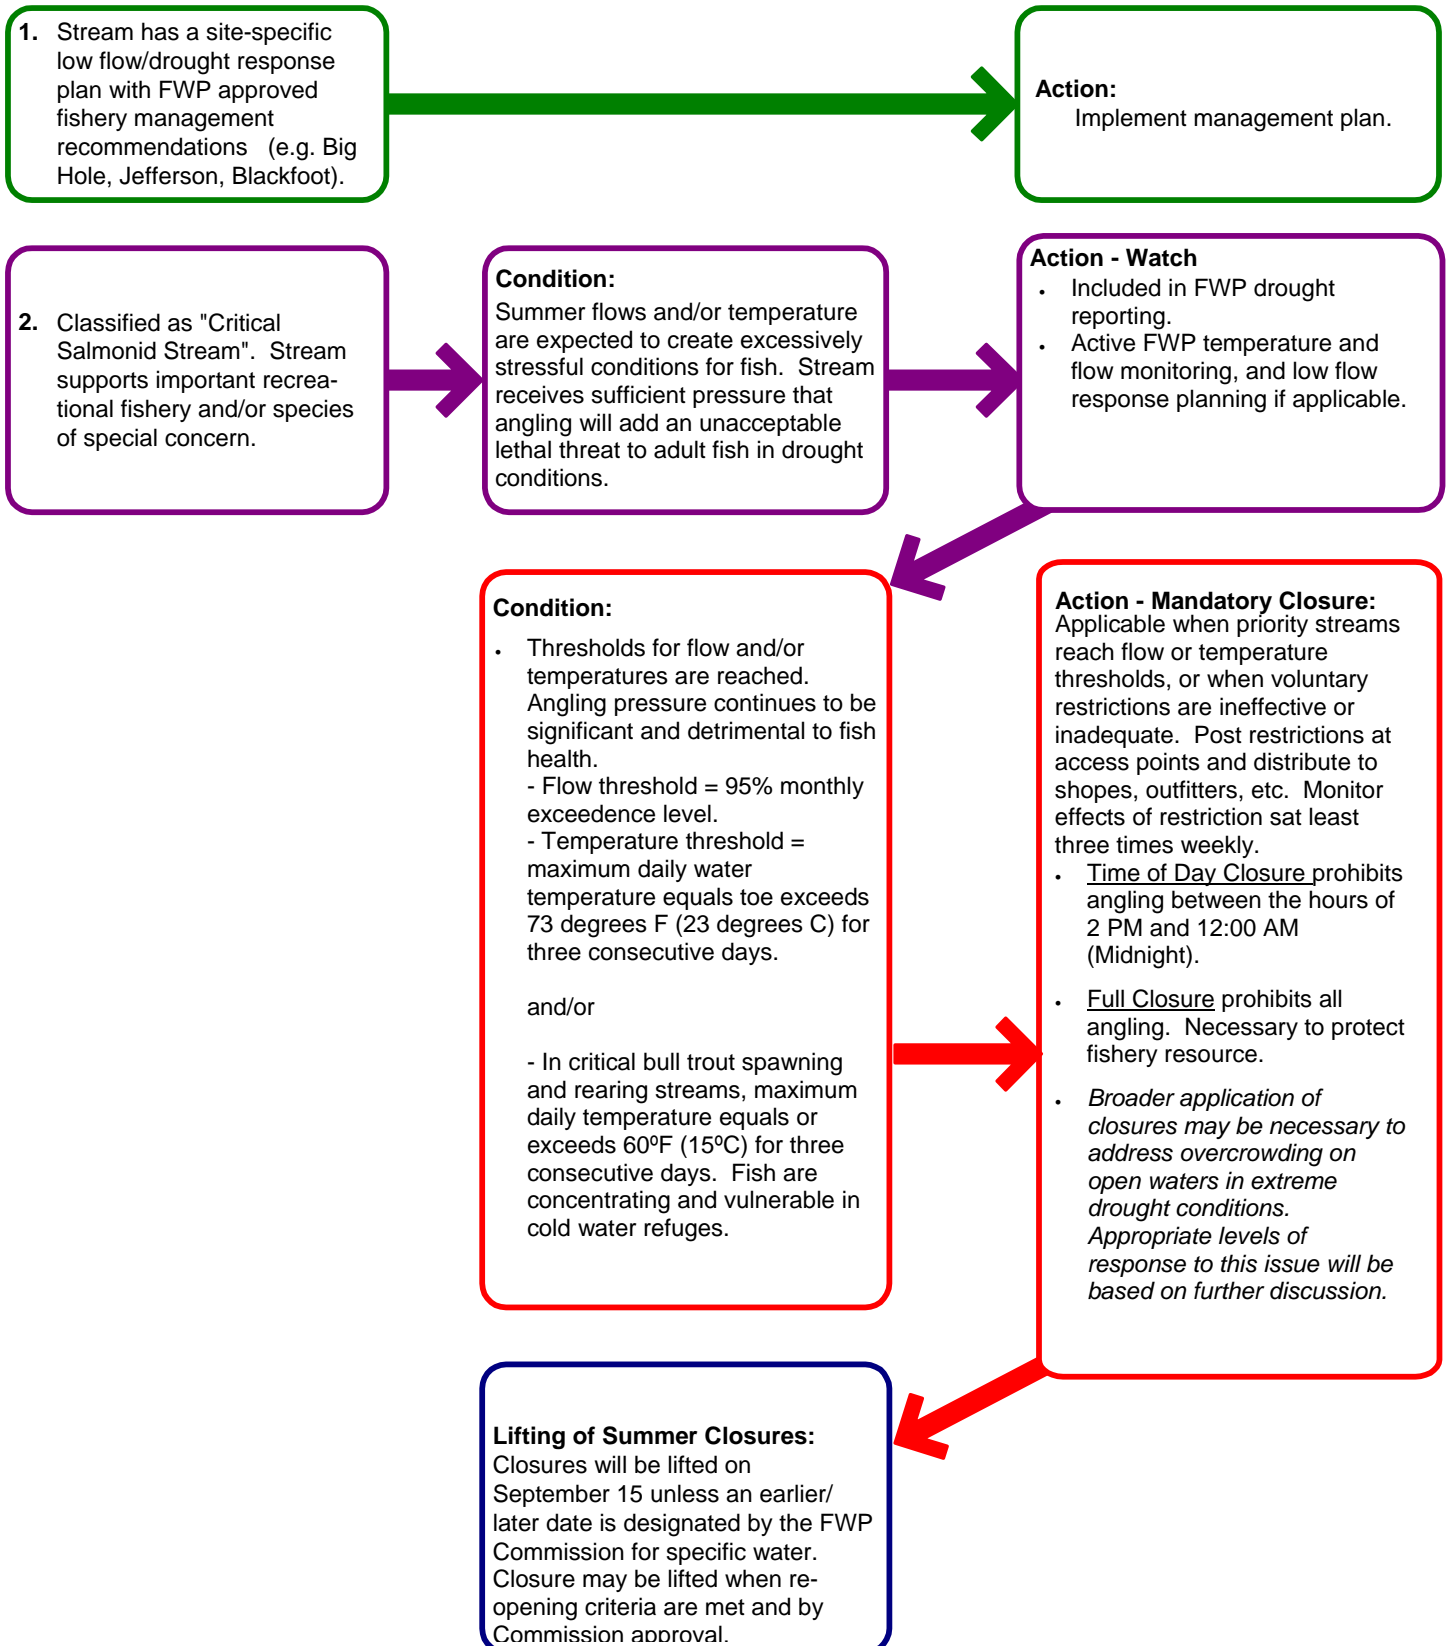 1. Stream has a site-specific
low flow/drought response
plan with FWP approved
fishery management
recommendations (e.g. Big
Hole, Jefferson, Blackfoot).
Action:
Implement management plan.
2. Classified as "Critical
Salmonid Stream". Stream
supports important recrea-
tional fishery and/or species
of special concern.
Condition:
Summer flows and/or temperature
are expected to create excessively
stressful conditions for fish. Stream
receives sufficient pressure that
angling will add an unacceptable
lethal threat to adult fish in drought
conditions.
Action - Watch
• Included in FWP drought
reporting.
• Active FWP temperature and
flow monitoring, and low flow
response planning if applicable.
Condition:
• Thresholds for flow and/or
temperatures are reached.
Angling pressure continues to be
significant and detrimental to fish
health.
- Flow threshold = 95% monthly
exceedence level.
- Temperature threshold =
maximum daily water
temperature equals toe exceeds
73 degrees F (23 degrees C) for
three consecutive days.
and/or
- In critical bull trout spawning
and rearing streams, maximum
daily temperature equals or
exceeds 60ºF (15ºC) for three
consecutive days. Fish are
concentrating and vulnerable in
cold water refuges.
Action - Mandatory Closure:
Applicable when priority streams
reach flow or temperature
thresholds, or when voluntary
restrictions are ineffective or
inadequate. Post restrictions at
access points and distribute to
shopes, outfitters, etc. Monitor
effects of restriction sat least
three times weekly.
• Time of Day Closure prohibits
angling between the hours of
2 PM and 12:00 AM
(Midnight).
• Full Closure prohibits all
angling. Necessary to protect
fishery resource.
• Broader application of
closures may be necessary to
address overcrowding on
open waters in extreme
drought conditions.
Appropriate levels of
response to this issue will be
based on further discussion.
Lifting of Summer Closures:
Closures will be lifted on
September 15 unless an earlier/
later date is designated by the FWP
Commission for specific water.
Closure may be lifted when re-
opening criteria are met and by
Commission approval.